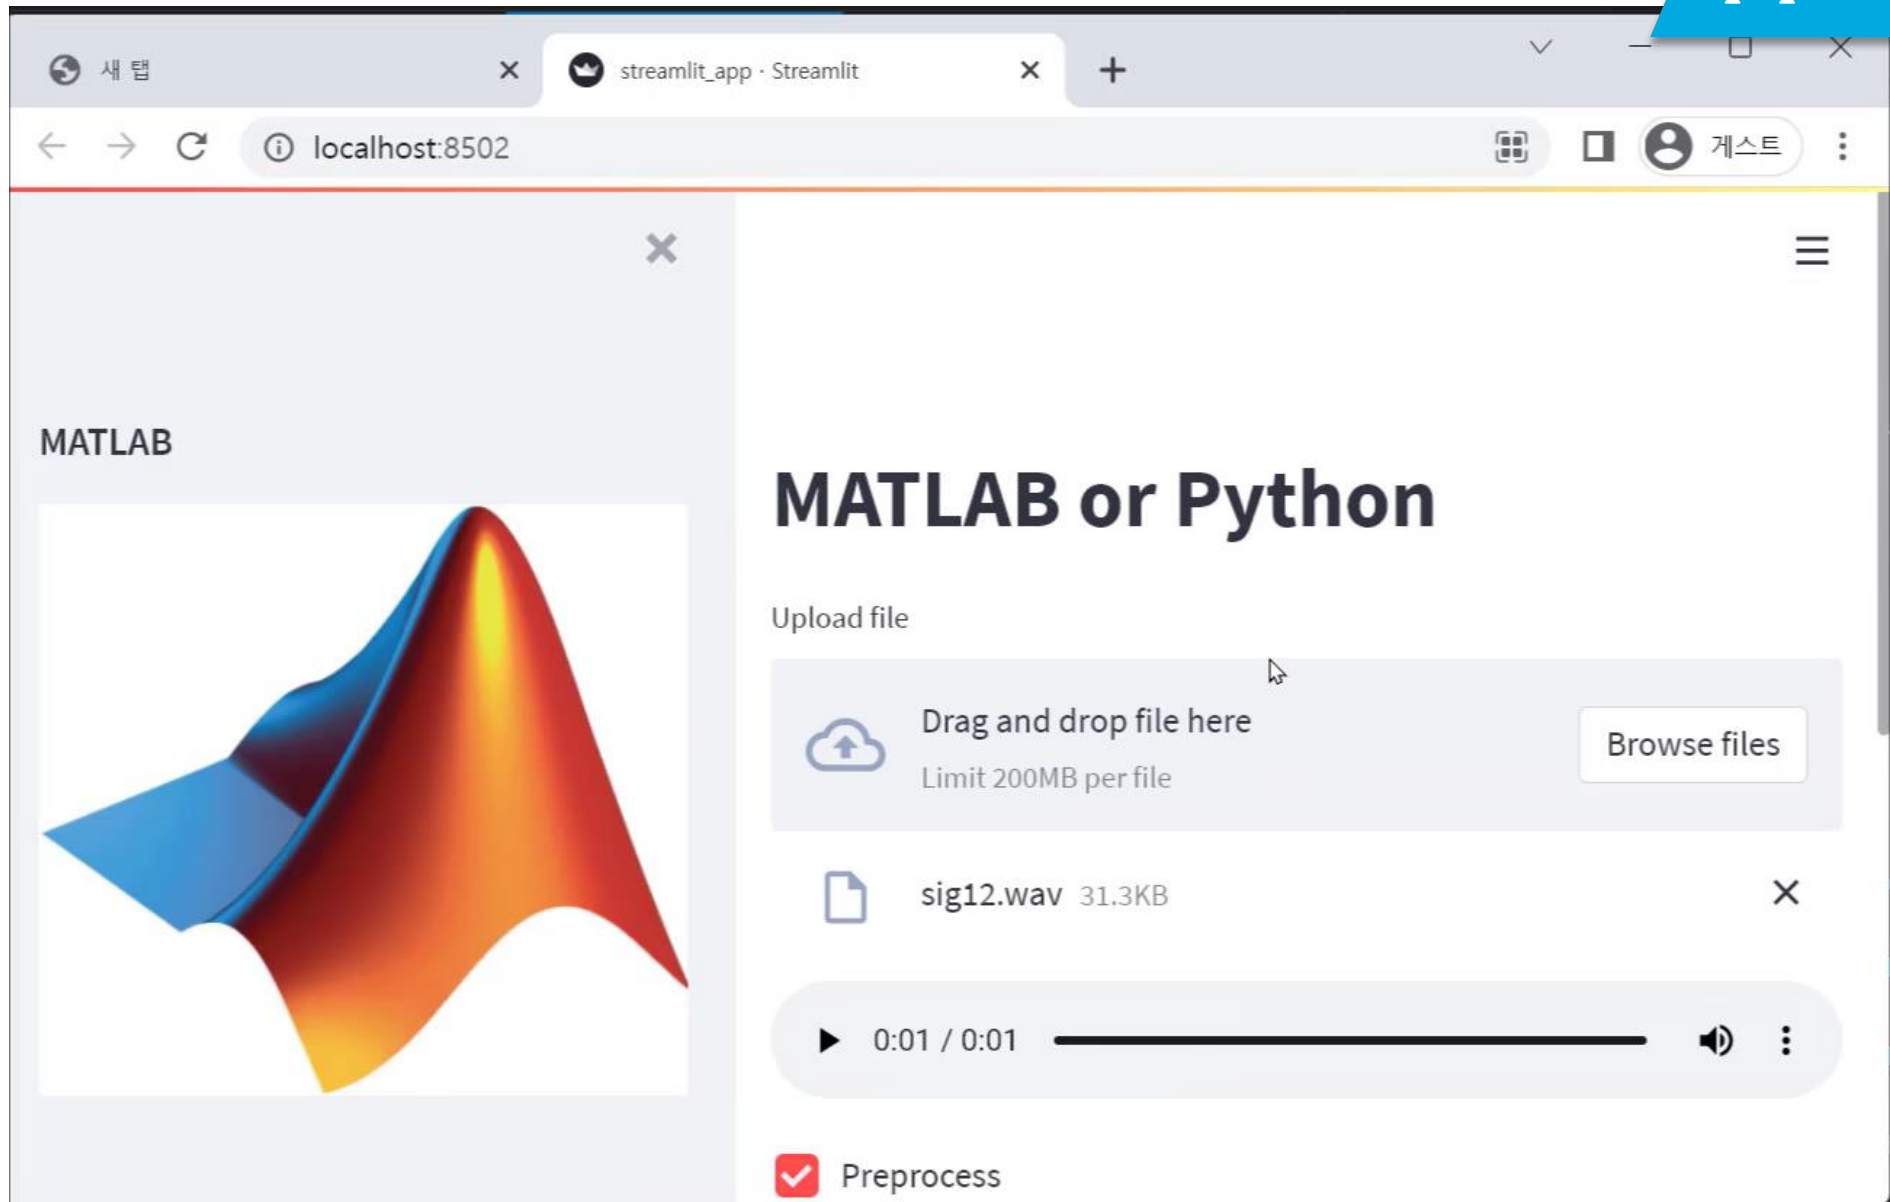 새 탭
streamlit_app · Streamlit
localhost:8502
게스트
MATLAB
MATLAB or Python
Upload file
Drag and drop file here
Limit 200MB per file
Browse files
sig12.wav 31.3KB
0:01 / 0:01
Preprocess